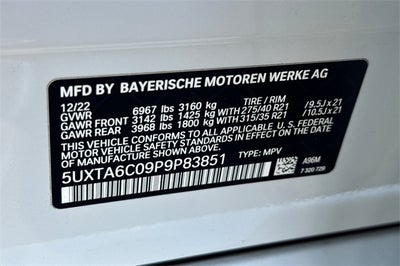 MFD BY BAYERISCHE MOTOREN WERKE AG
12/22 TIRE / RIM
GVWR 6967 lbs 3160 kg
GAWR FRONT 3142 lbs 1425 kg WITH 275/40 R21 /9.5J x 21
GAWR REAR 3968 lbs 1800 kg WITH 315/35 R21 /10.5J x 21
THIS VEHICLE CONFORMS TO ALL APPLICABLE U.S. FEDERAL
MOTOR VEHICLE SAFETY STANDARDS IN EFFECT ON THE
DATE OF MANUFACTURE SHOWN ABOVE.
5UXTA6C09P9P83851 TYPE: MPV
A96M
7 320 729